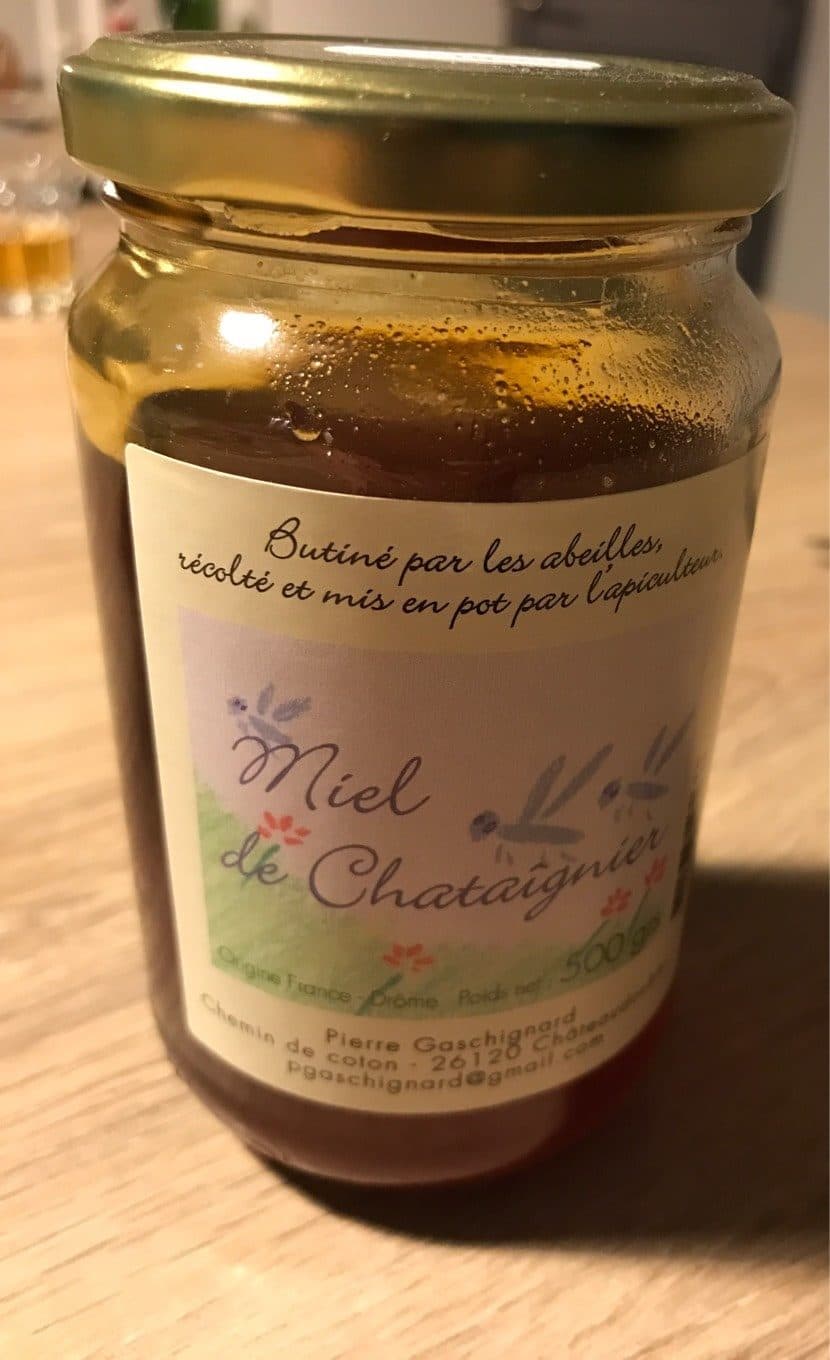 Butiné par les abeilles,
récolté et mis en pot par l'apiculteur.
Miel
de Chataîgnier
Origine France - Drôme Poids net : 500 grs
Pierre Gaschignard
Chemin de coton - 26120 Châteaudouble
pgaschignard@gmail.com